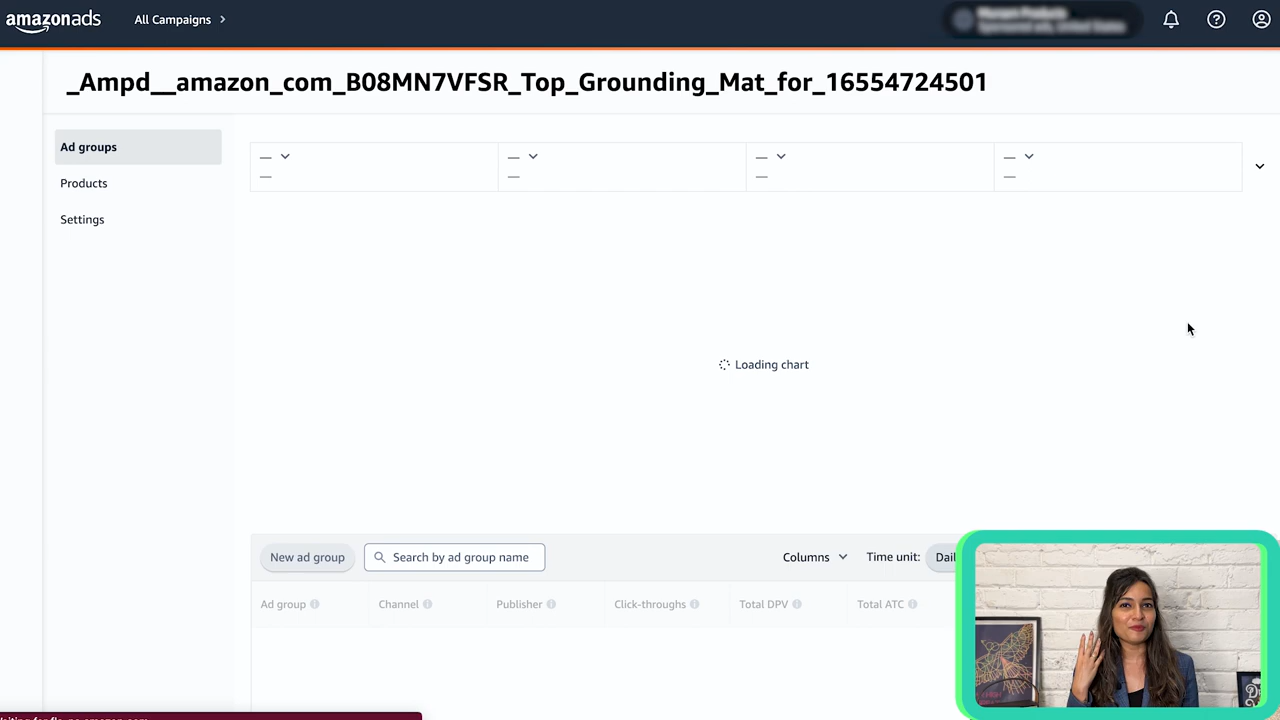 amazonads
All Campaigns
_Ampd__amazon_com_B08MN7VFSR_Top_Grounding_Mat_for_16554724501
Ad groups
Products
Settings
—
—
—
—
—
—
—
—
Loading chart
New ad group
Search by ad group name
Columns
Time unit:
Dail
Ad group
Channel
Publisher
Click-throughs
Total DPV
Total ATC